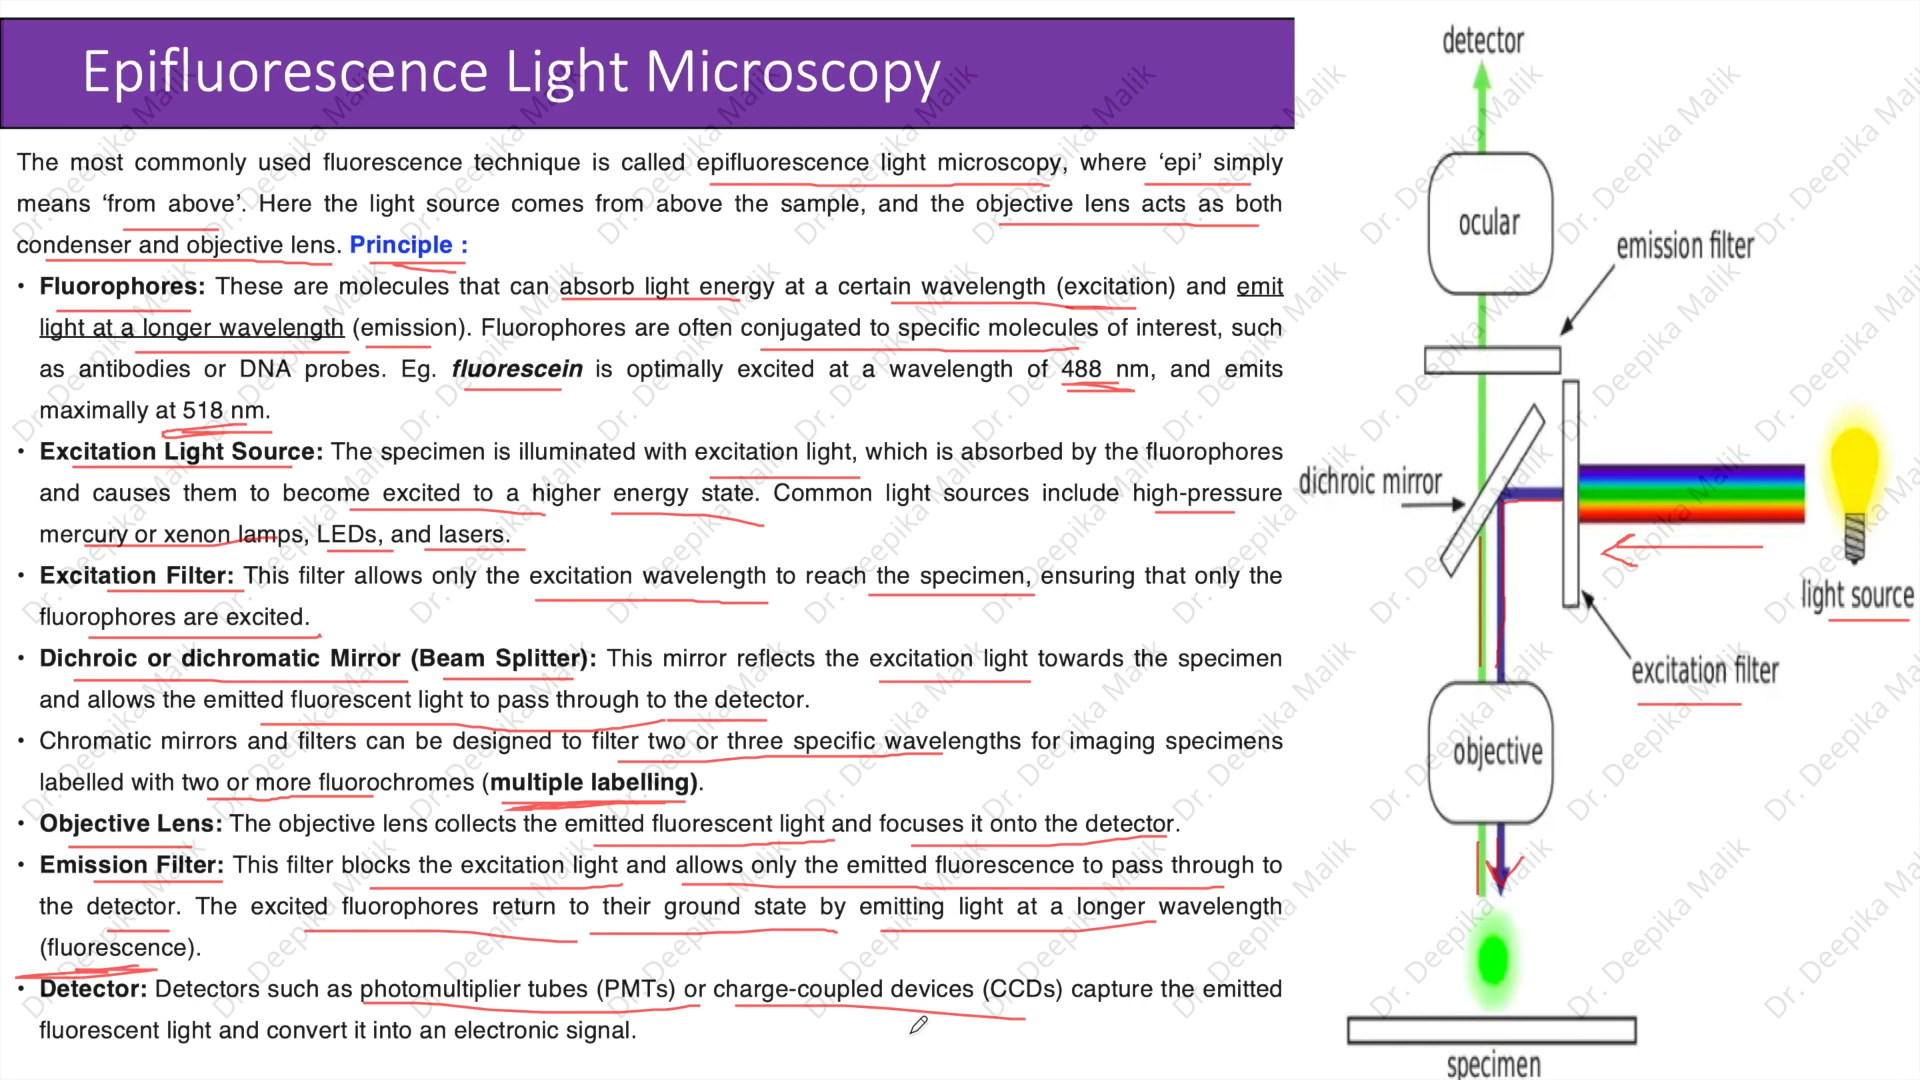 Epifluorescence Light Microscopy
The most commonly used fluorescence technique is called epifluorescence light microscopy, where ‘epi’ simply
means ‘from above’. Here the light source comes from above the sample, and the objective lens acts as both
condenser and objective lens. Principle :
• Fluorophores: These are molecules that can absorb light energy at a certain wavelength (excitation) and emit
light at a longer wavelength (emission). Fluorophores are often conjugated to specific molecules of interest, such
as antibodies or DNA probes. Eg. fluorescein is optimally excited at a wavelength of 488 nm, and emits
maximally at 518 nm.
• Excitation Light Source: The specimen is illuminated with excitation light, which is absorbed by the fluorophores
and causes them to become excited to a higher energy state. Common light sources include high-pressure
mercury or xenon lamps, LEDs, and lasers.
• Excitation Filter: This filter allows only the excitation wavelength to reach the specimen, ensuring that only the
fluorophores are excited.
• Dichroic or dichromatic Mirror (Beam Splitter): This mirror reflects the excitation light towards the specimen
and allows the emitted fluorescent light to pass through to the detector.
• Chromatic mirrors and filters can be designed to filter two or three specific wavelengths for imaging specimens
labelled with two or more fluorochromes (multiple labelling).
• Objective Lens: The objective lens collects the emitted fluorescent light and focuses it onto the detector.
• Emission Filter: This filter blocks the excitation light and allows only the emitted fluorescence to pass through to
the detector. The excited fluorophores return to their ground state by emitting light at a longer wavelength
(fluorescence).
• Detector: Detectors such as photomultiplier tubes (PMTs) or charge-coupled devices (CCDs) capture the emitted
fluorescent light and convert it into an electronic signal.
detector
ocular
emission filter
dichroic mirror
light source
excitation filter
objective
specimen
Dr. Deepika Malik